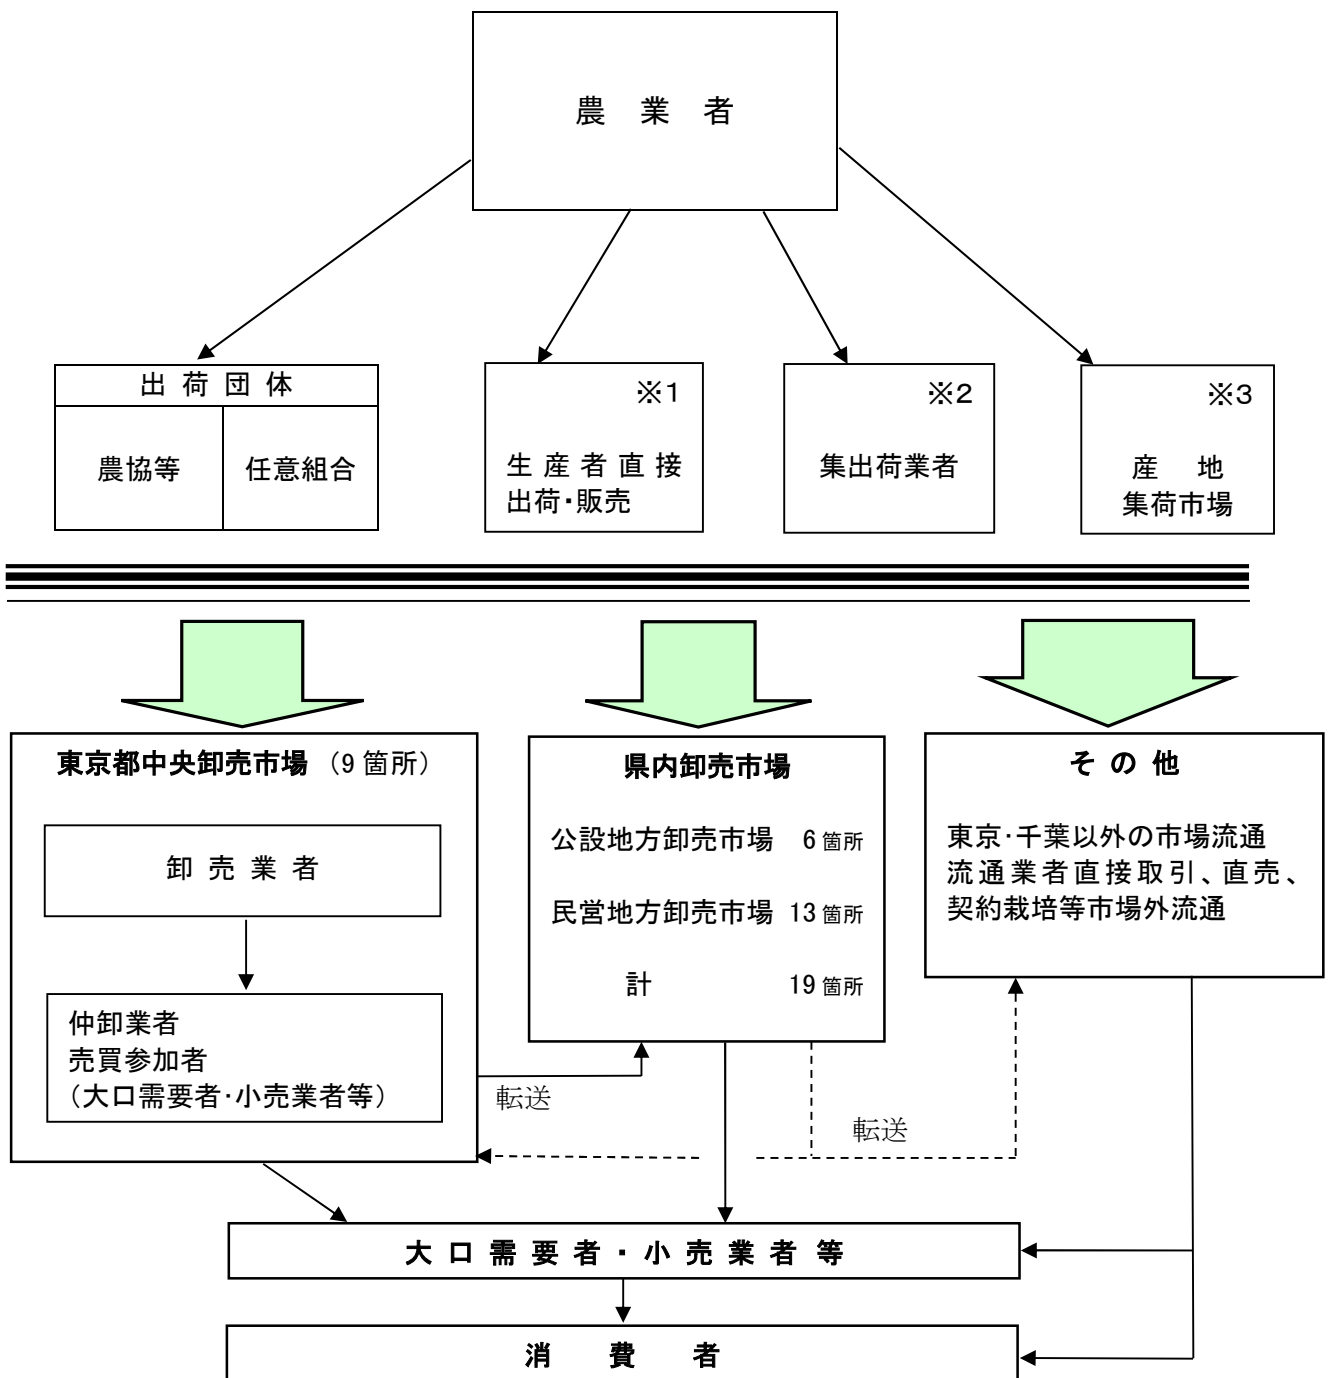 農 業 者
出 荷 団 体
農協等
任意組合
※1
生 産 者 直 接
出荷・販売
※2
集出荷業者
※3
産 地
集荷市場
東京都中央卸売市場 （9箇所）
卸 売 業 者
仲卸業者
売買参加者
（大口需要者・小売業者等）
県内卸売市場
公設地方卸売市場 6箇所
民営地方卸売市場 13箇所
計 19箇所
そ の 他
東京・千葉以外の市場流通
流通業者直接取引、直売、
契約栽培等市場外流通
転送
転送
大 口 需 要 者 ・ 小 売 業 者 等
消 費 者